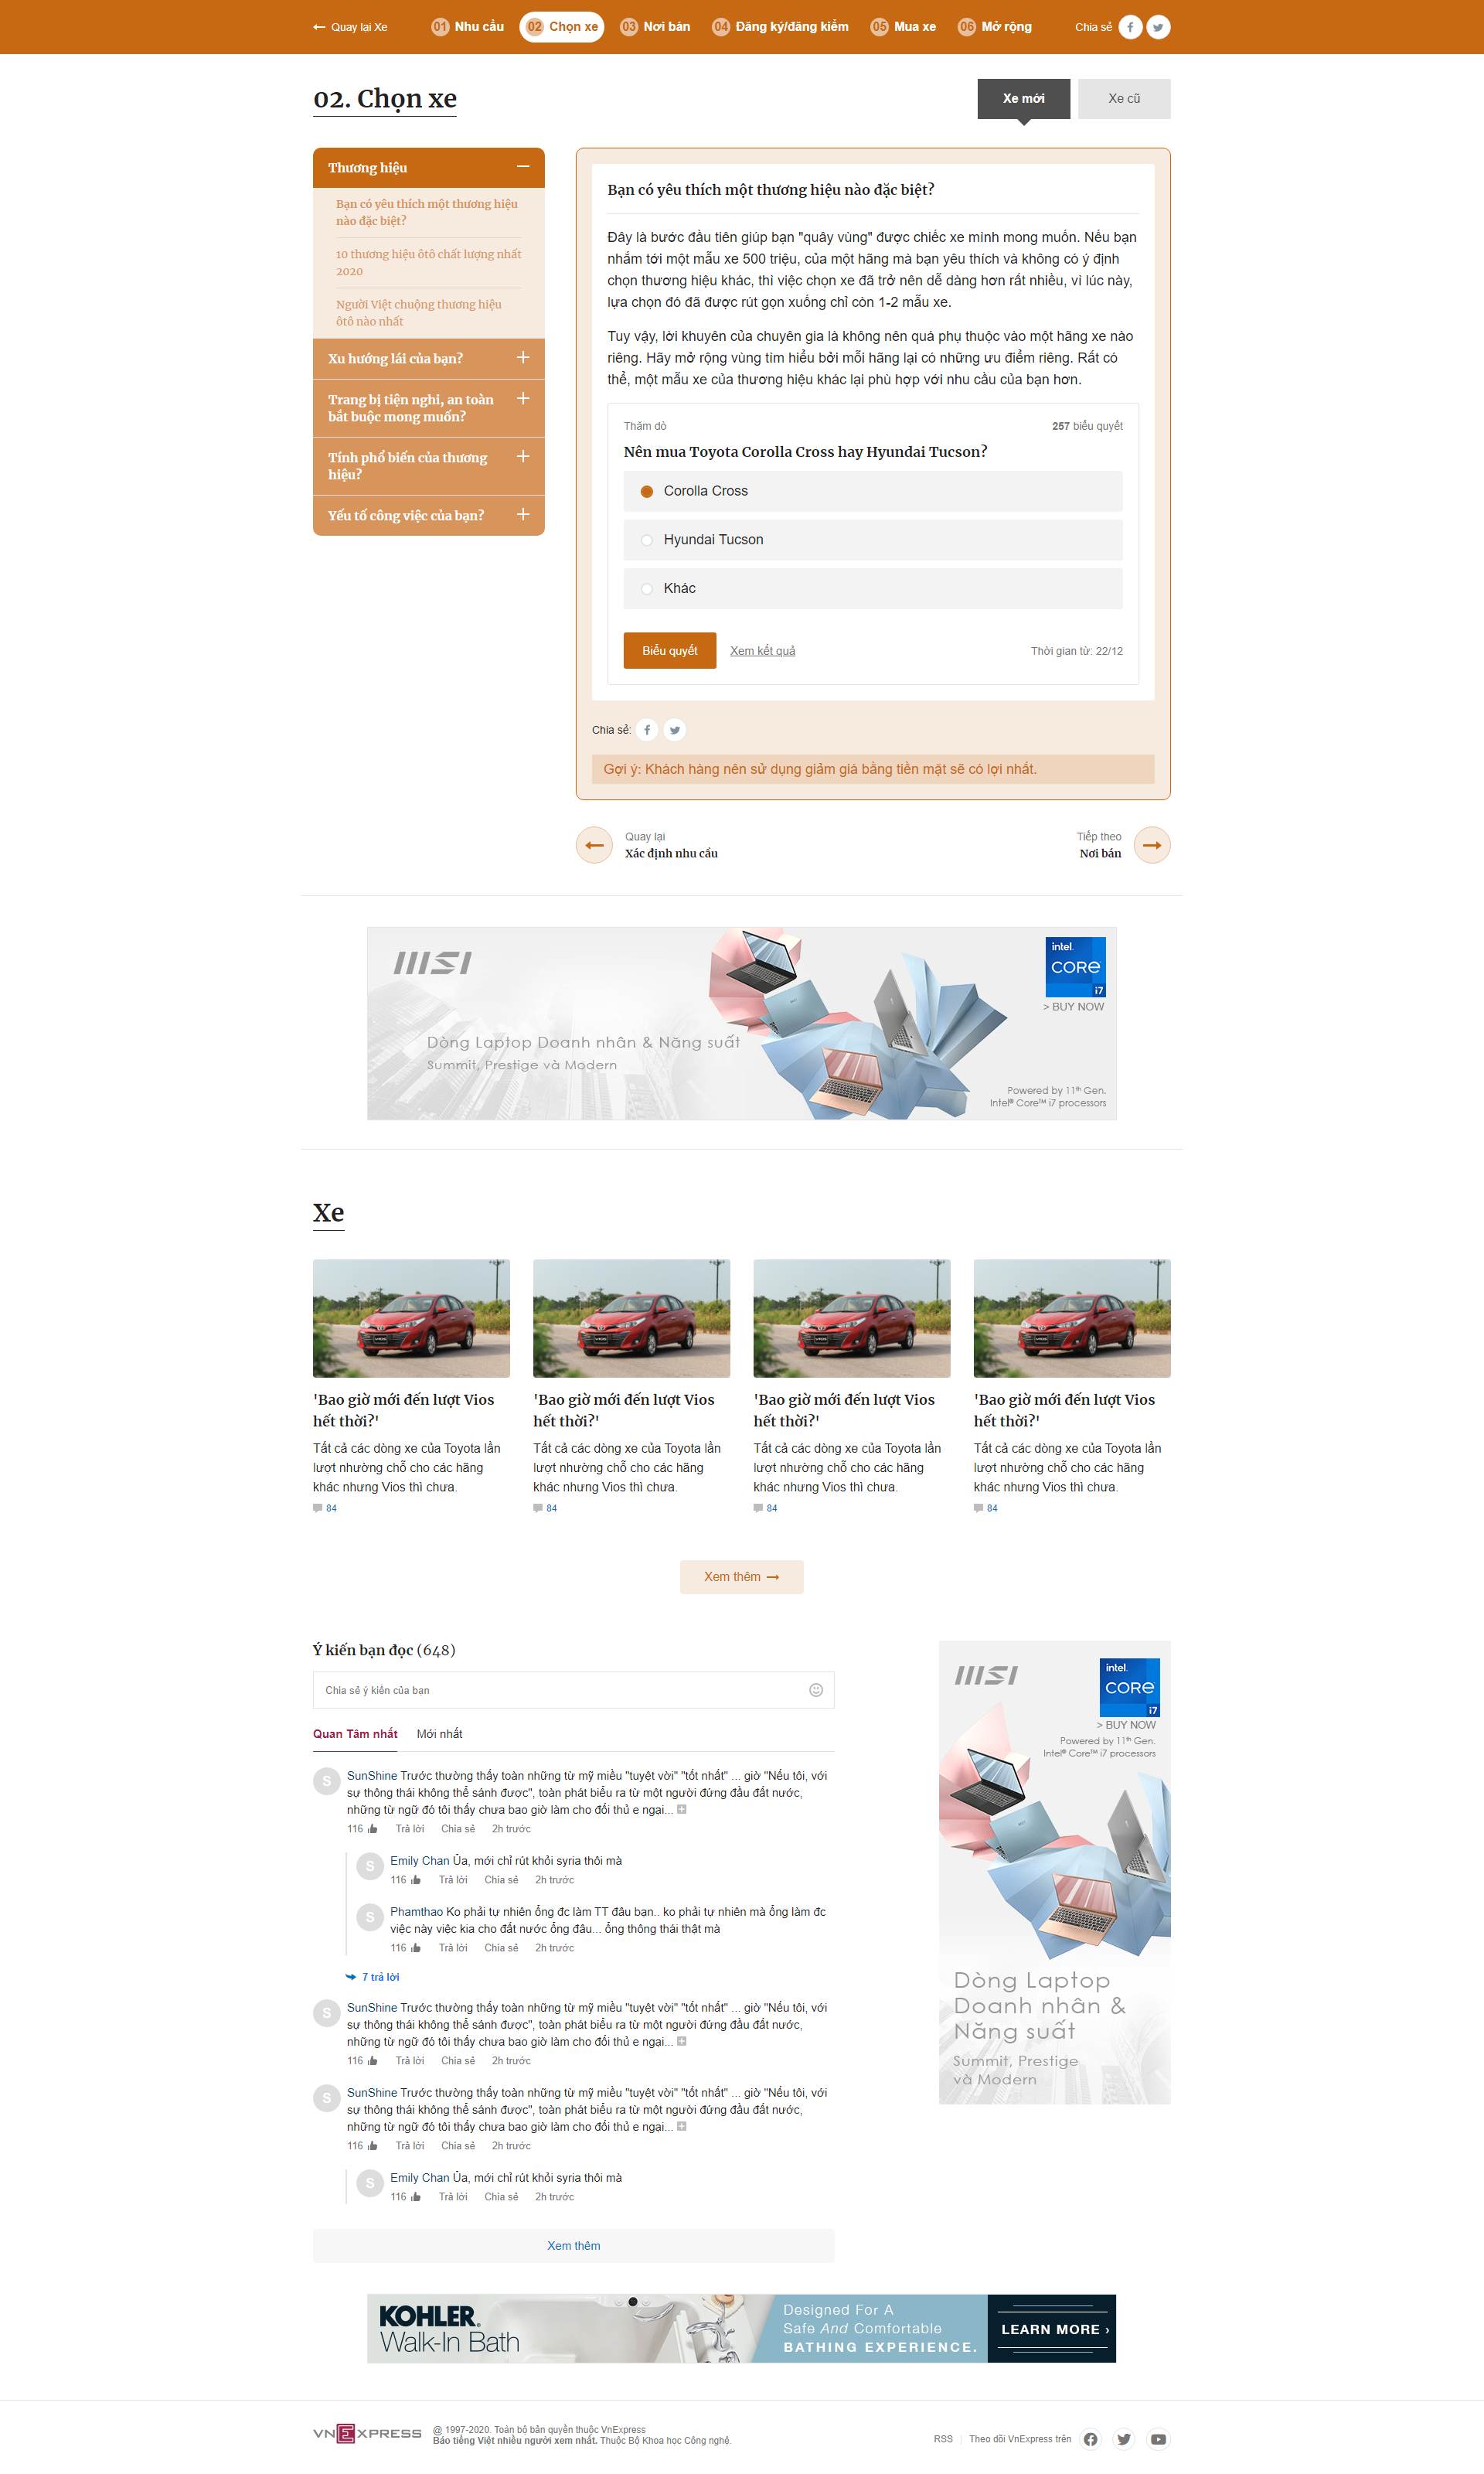 Quay lại Xe
01 Nhu cầu
02 Chọn xe
03 Nơi bán
04 Đăng ký/đăng kiểm
05 Mua xe
06 Mở rộng
Chia sẻ
02. Chọn xe
Xe mới
Xe cũ
Thương hiệu
Bạn có yêu thích một thương hiệu
nào đặc biệt?
10 thương hiệu ôtô chất lượng nhất
2020
Người Việt chuộng thương hiệu
ôtô nào nhất
Xu hướng lái của bạn?
Trang bị tiện nghi, an toàn
bắt buộc mong muốn?
Tính phổ biến của thương
hiệu?
Yếu tố công việc của bạn?
Bạn có yêu thích một thương hiệu nào đặc biệt?
Đây là bước đầu tiên giúp bạn "quây vùng" được chiếc xe mình mong muốn. Nếu bạn
nhắm tới một mẫu xe 500 triệu, của một hãng mà bạn yêu thích và không có ý định
chọn thương hiệu khác, thì việc chọn xe đã trở nên dễ dàng hơn rất nhiều, vì lúc này,
lựa chọn đó đã được rút gọn xuống chỉ còn 1-2 mẫu xe.
Tuy vậy, lời khuyên của chuyên gia là không nên quá phụ thuộc vào một hãng xe nào
riêng. Hãy mở rộng vùng tìm hiểu bởi mỗi hãng lại có những ưu điểm riêng. Rất có
thể, một mẫu xe của thương hiệu khác lại phù hợp với nhu cầu của bạn hơn.
Thăm dò
257 biểu quyết
Nên mua Toyota Corolla Cross hay Hyundai Tucson?
Corolla Cross
Hyundai Tucson
Khác
Biểu quyết
Xem kết quả
Thời gian từ: 22/12
Chia sẻ:
Gợi ý: Khách hàng nên sử dụng giảm giá bằng tiền mặt sẽ có lợi nhất.
Quay lại
Xác định nhu cầu
Tiếp theo
Nơi bán
msi
intel.
CORE
i7
> BUY NOW
Dòng Laptop Doanh nhân & Năng suất
Summit, Prestige và Modern
Powered by 11th Gen.
Intel® Core™ i7 processors
Xe
'Bao giờ mới đến lượt Vios
hết thời?'
Tất cả các dòng xe của Toyota lần
lượt nhường chỗ cho các hãng
khác nhưng Vios thì chưa.
84
'Bao giờ mới đến lượt Vios
hết thời?'
Tất cả các dòng xe của Toyota lần
lượt nhường chỗ cho các hãng
khác nhưng Vios thì chưa.
84
'Bao giờ mới đến lượt Vios
hết thời?'
Tất cả các dòng xe của Toyota lần
lượt nhường chỗ cho các hãng
khác nhưng Vios thì chưa.
84
'Bao giờ mới đến lượt Vios
hết thời?'
Tất cả các dòng xe của Toyota lần
lượt nhường chỗ cho các hãng
khác nhưng Vios thì chưa.
84
Xem thêm
Ý kiến bạn đọc (648)
Chia sẻ ý kiến của bạn
Quan Tâm nhất
Mới nhất
S
SunShine Trước thường thấy toàn những từ mỹ miều "tuyệt vời" "tốt nhất" ... giờ "Nếu tôi, với
sự thông thái không thể sánh được", toàn phát biểu ra từ một người đứng đầu đất nước,
những từ ngữ đó tôi thấy chưa bao giờ làm cho đối thủ e ngại...
116 Trả lời Chia sẻ 2h trước
S
Emily Chan Ủa, mới chỉ rút khỏi syria thôi mà
116 Trả lời Chia sẻ 2h trước
S
Phamthao Ko phải tự nhiên ổng đc làm TT đâu bạn.. ko phải tự nhiên mà ổng làm đc
việc này việc kia cho đất nước ổng đâu... ổng thông thái thật mà
116 Trả lời Chia sẻ 2h trước
7 trả lời
S
SunShine Trước thường thấy toàn những từ mỹ miều "tuyệt vời" "tốt nhất" ... giờ "Nếu tôi, với
sự thông thái không thể sánh được", toàn phát biểu ra từ một người đứng đầu đất nước,
những từ ngữ đó tôi thấy chưa bao giờ làm cho đối thủ e ngại...
116 Trả lời Chia sẻ 2h trước
S
SunShine Trước thường thấy toàn những từ mỹ miều "tuyệt vời" "tốt nhất" ... giờ "Nếu tôi, với
sự thông thái không thể sánh được", toàn phát biểu ra từ một người đứng đầu đất nước,
những từ ngữ đó tôi thấy chưa bao giờ làm cho đối thủ e ngại...
116 Trả lời Chia sẻ 2h trước
S
Emily Chan Ủa, mới chỉ rút khỏi syria thôi mà
116 Trả lời Chia sẻ 2h trước
Xem thêm
msi
intel.
CORE
i7
> BUY NOW
Powered by 11th Gen.
Intel® Core™ i7 processors
Dòng Laptop
Doanh nhân &
Năng suất
Summit, Prestige
và Modern
KOHLER.
Walk-In Bath
Designed For A
Safe And Comfortable
BATHING EXPERIENCE.
LEARN MORE ›
VNEXPRESS
@ 1997-2020. Toàn bộ bản quyền thuộc VnExpress
Báo tiếng Việt nhiều người xem nhất. Thuộc Bộ Khoa học Công nghệ.
RSS
Theo dõi VnExpress trên